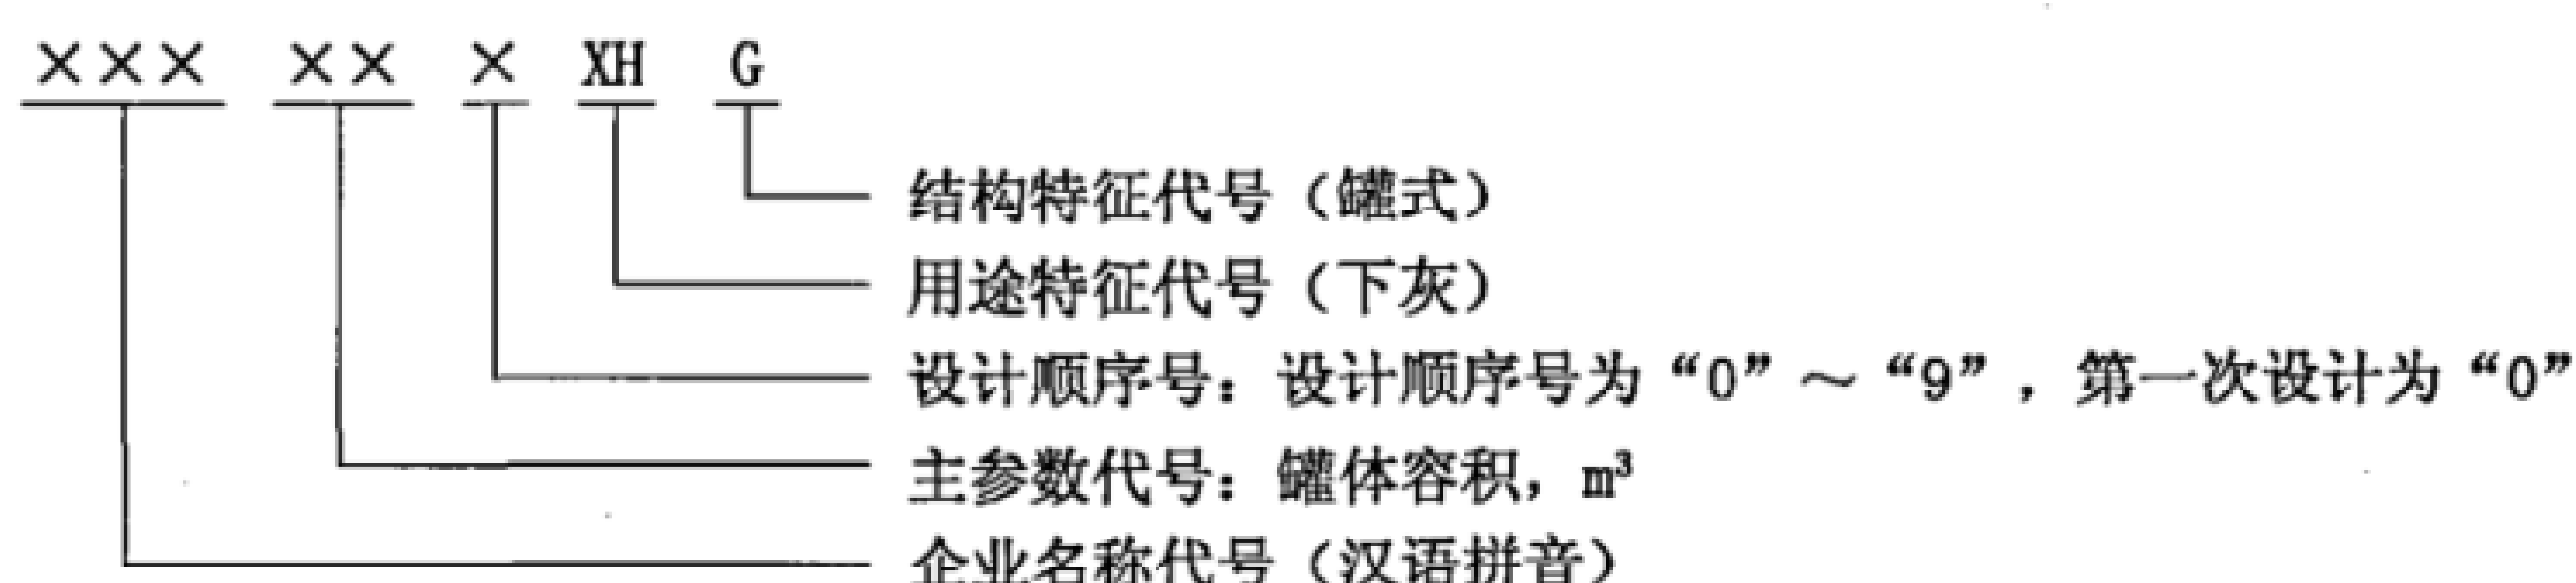 ××× ×× × XH G
结构特征代号（罐式）
用途特征代号（下灰）
设计顺序号：设计顺序号为“0”～“9”，第一次设计为“0”
主参数代号：罐体容积，m³
企业名称代号（汉语拼音）